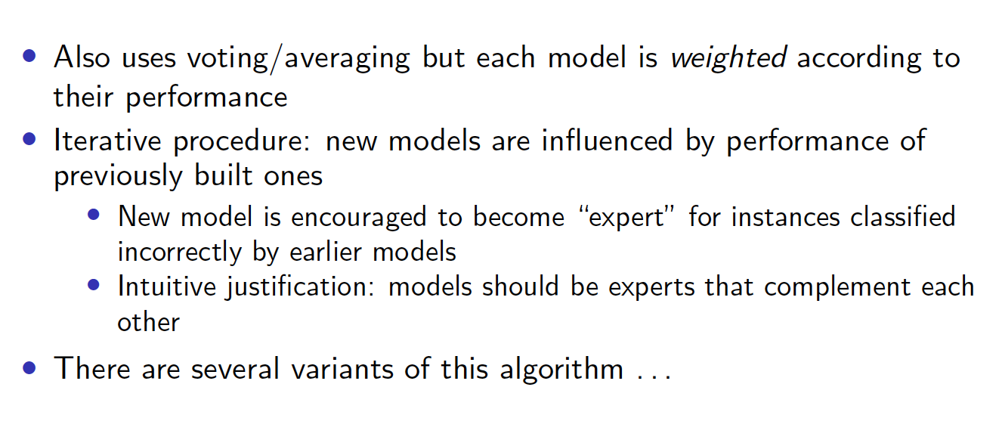 • Also uses voting/averaging but each model is weighted according to
their performance
• Iterative procedure: new models are influenced by performance of
previously built ones
• New model is encouraged to become “expert” for instances classified
incorrectly by earlier models
• Intuitive justification: models should be experts that complement each
other
• There are several variants of this algorithm . . .